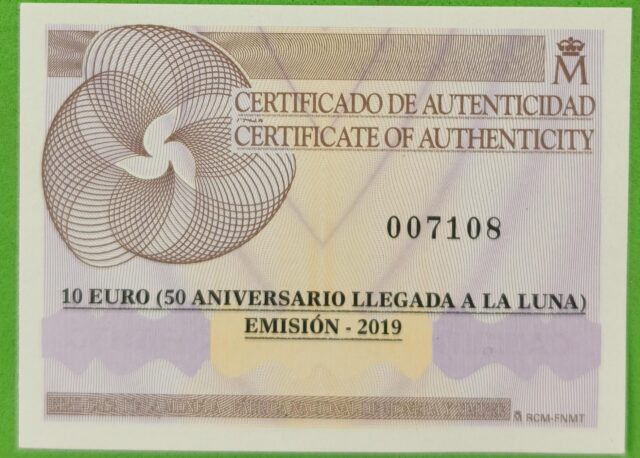 M
CERTIFICADO DE AUTENTICIDAD
CERTIFICATE OF AUTHENTICITY
007108
10 EURO (50 ANIVERSARIO LLEGADA A LA LUNA)
EMISIÓN - 2019
RCM-FNMT